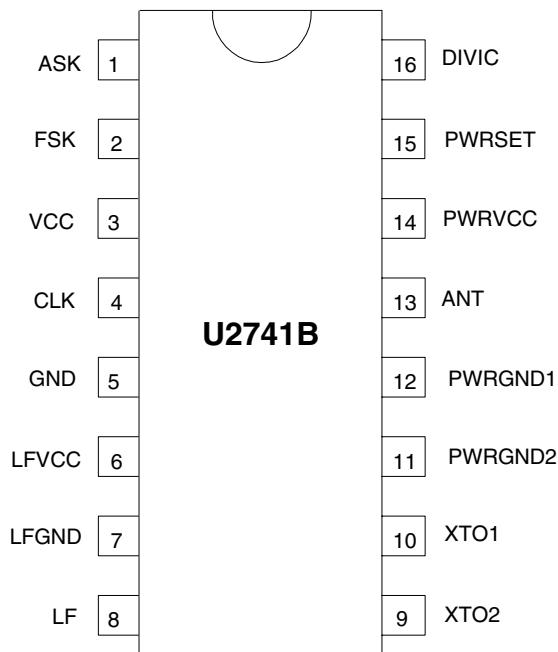 ASK 1 16 DIVIC
FSK 2 15 PWRSET
VCC 3 14 PWRVCC
CLK 4 13 ANT
U2741B
GND 5 12 PWRGND1
LFVCC 6 11 PWRGND2
LFGND 7 10 XTO1
LF 8 9 XTO2